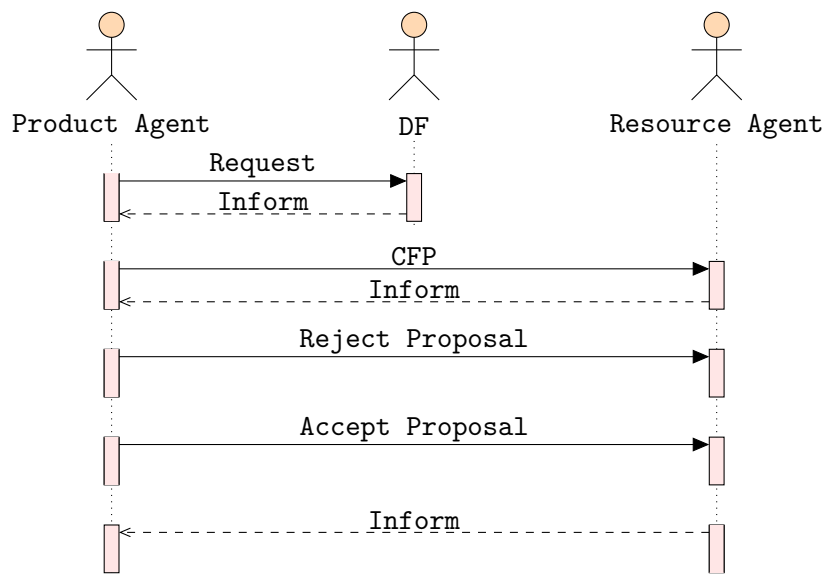 Product Agent
DF
Resource Agent
Request
Inform
CFP
Inform
Reject Proposal
Accept Proposal
Inform